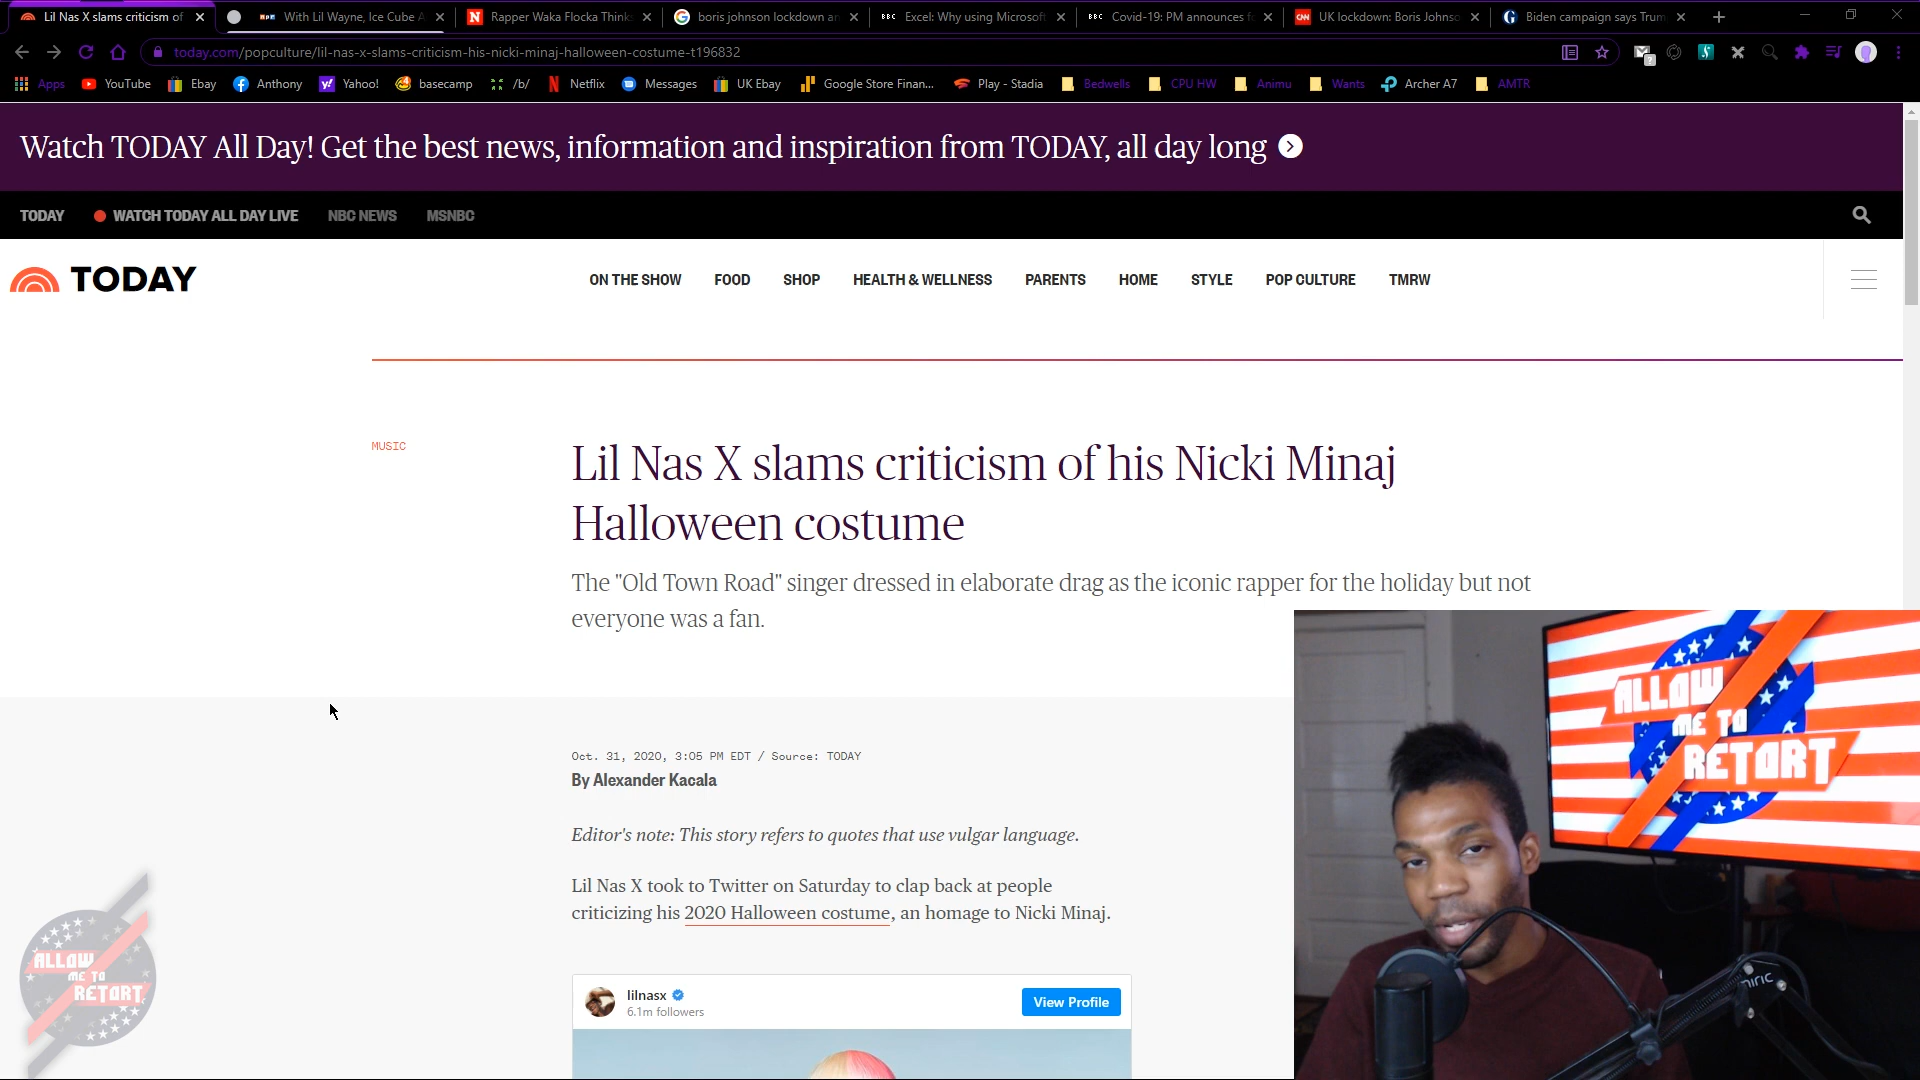 Lil Nas X slams criticism of
With Lil Wayne, Ice Cube A
Rapper Waka Flocka Think
boris johnson lockdown an
BBC Excel: Why using Microsoft
BBC Covid-19: PM announces f
CNN UK lockdown: Boris Johnso
Biden campaign says Trum
today.com/popculture/lil-nas-x-slams-criticism-his-nicki-minaj-halloween-costume-t196832
Apps YouTube Ebay Anthony Yahoo! basecamp /b/ Netflix Messages UK Ebay Google Store Finan... Play - Stadia Bedwells CPU HW Animu Wants Archer A7 AMTR
Watch TODAY All Day! Get the best news, information and inspiration from TODAY, all day long
TODAY WATCH TODAY ALL DAY LIVE NBC NEWS MSNBC
TODAY
ON THE SHOW FOOD SHOP HEALTH & WELLNESS PARENTS HOME STYLE POP CULTURE TMRW
MUSIC
Lil Nas X slams criticism of his Nicki Minaj
Halloween costume
The "Old Town Road" singer dressed in elaborate drag as the iconic rapper for the holiday but not
everyone was a fan.
Oct. 31, 2020, 3:05 PM EDT / Source: TODAY
By Alexander Kacala
Editor's note: This story refers to quotes that use vulgar language.
Lil Nas X took to Twitter on Saturday to clap back at people
criticizing his 2020 Halloween costume, an homage to Nicki Minaj.
lilnasx
6.1m followers
View Profile
ALLOW
ME TO
RETORT
ALLOW
ME TO
RETORT